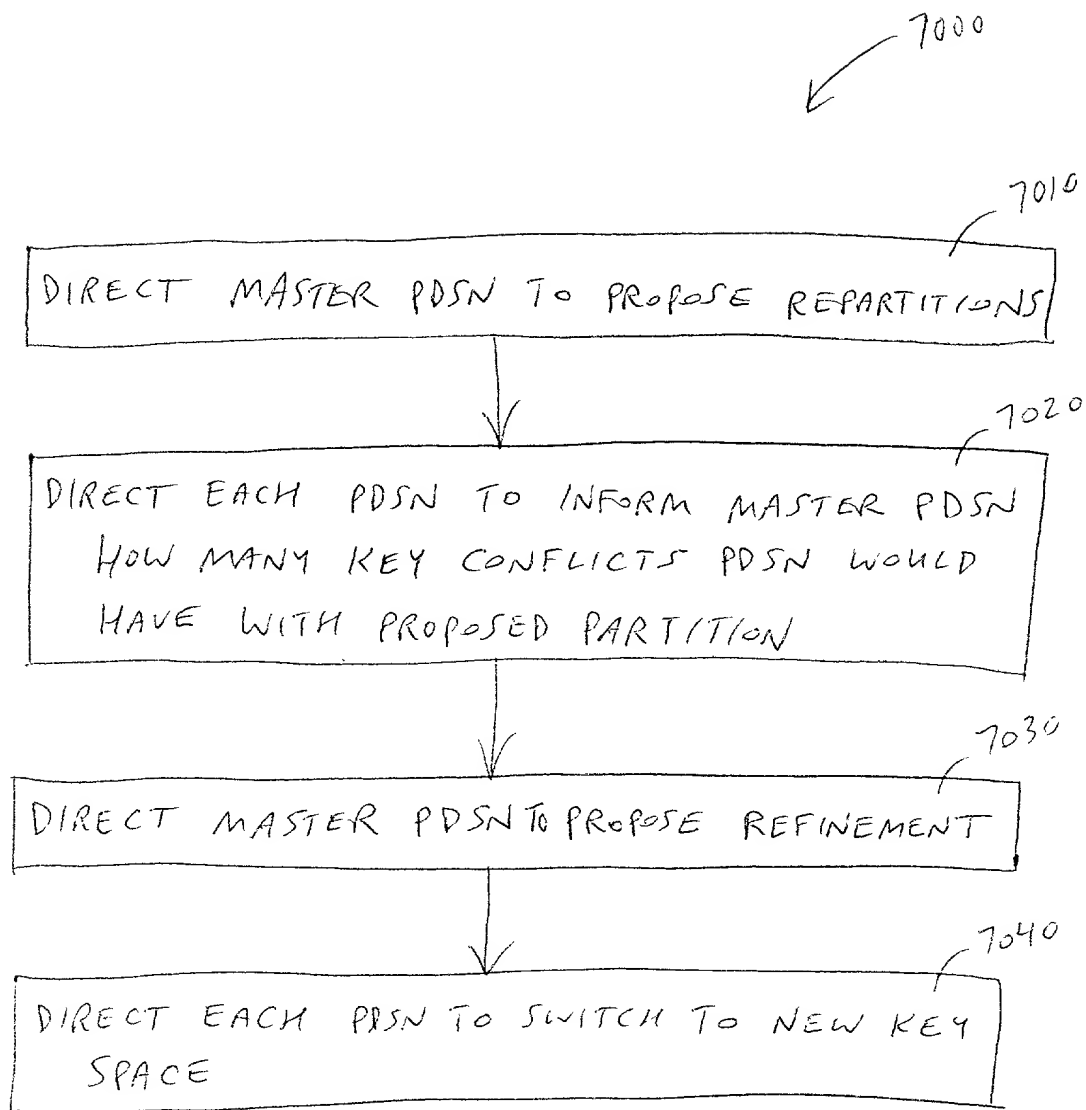 7000
7010
DIRECT MASTER PDSN TO PROPOSE REPARTITIONS
7020
DIRECT EACH PDSN TO INFORM MASTER PDSN
HOW MANY KEY CONFLICTS PDSN WOULD
HAVE WITH PROPOSED PARTITION
7030
DIRECT MASTER PDSN TO PROPOSE REFINEMENT
7040
DIRECT EACH PDSN TO SWITCH TO NEW KEY
SPACE